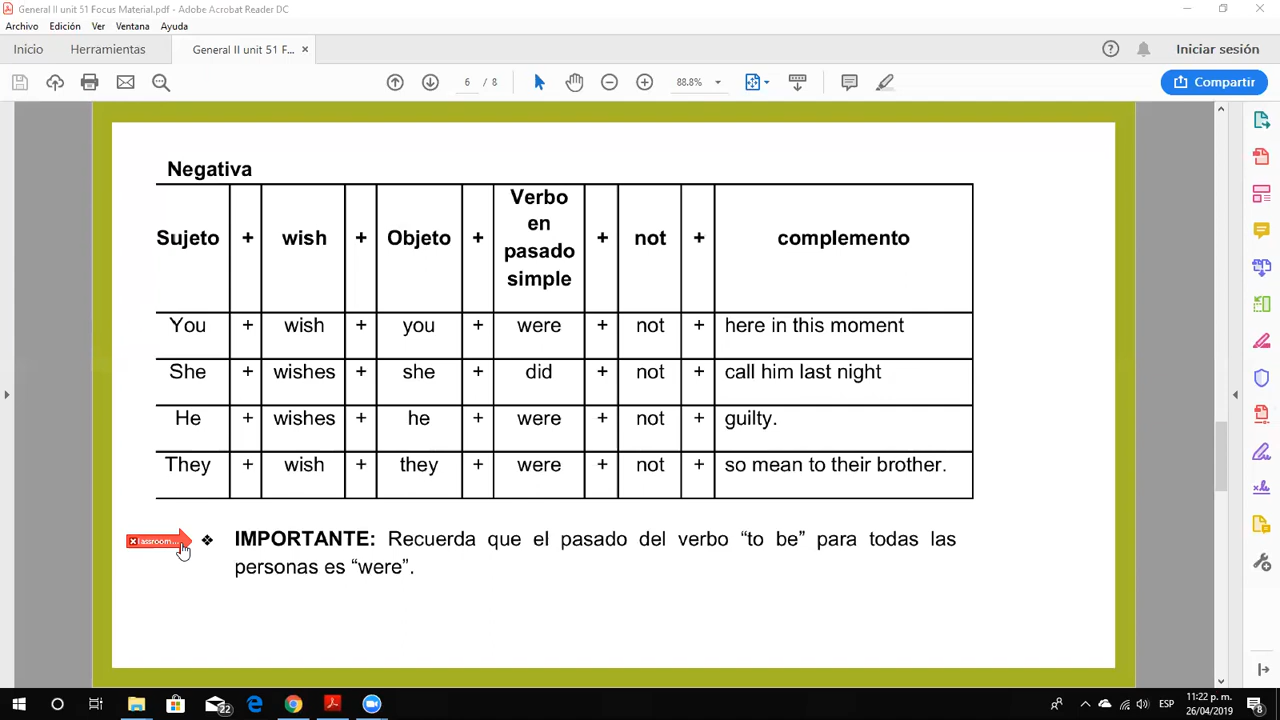 General II unit 51 Focus Material.pdf - Adobe Acrobat Reader DC
Archivo Edición Ver Ventana Ayuda
Inicio Herramientas General II unit 51 F... × Iniciar sesión
6 / 8 88.8% Compartir
Negativa
Sujeto + wish + Objeto + Verbo en pasado simple + not + complemento
You + wish + you + were + not + here in this moment
She + wishes + she + did + not + call him last night
He + wishes + he + were + not + guilty.
They + wish + they + were + not + so mean to their brother.
❖ IMPORTANTE: Recuerda que el pasado del verbo “to be” para todas las
personas es “were”.
22 ESP 11:22 p. m.
26/04/2019 8